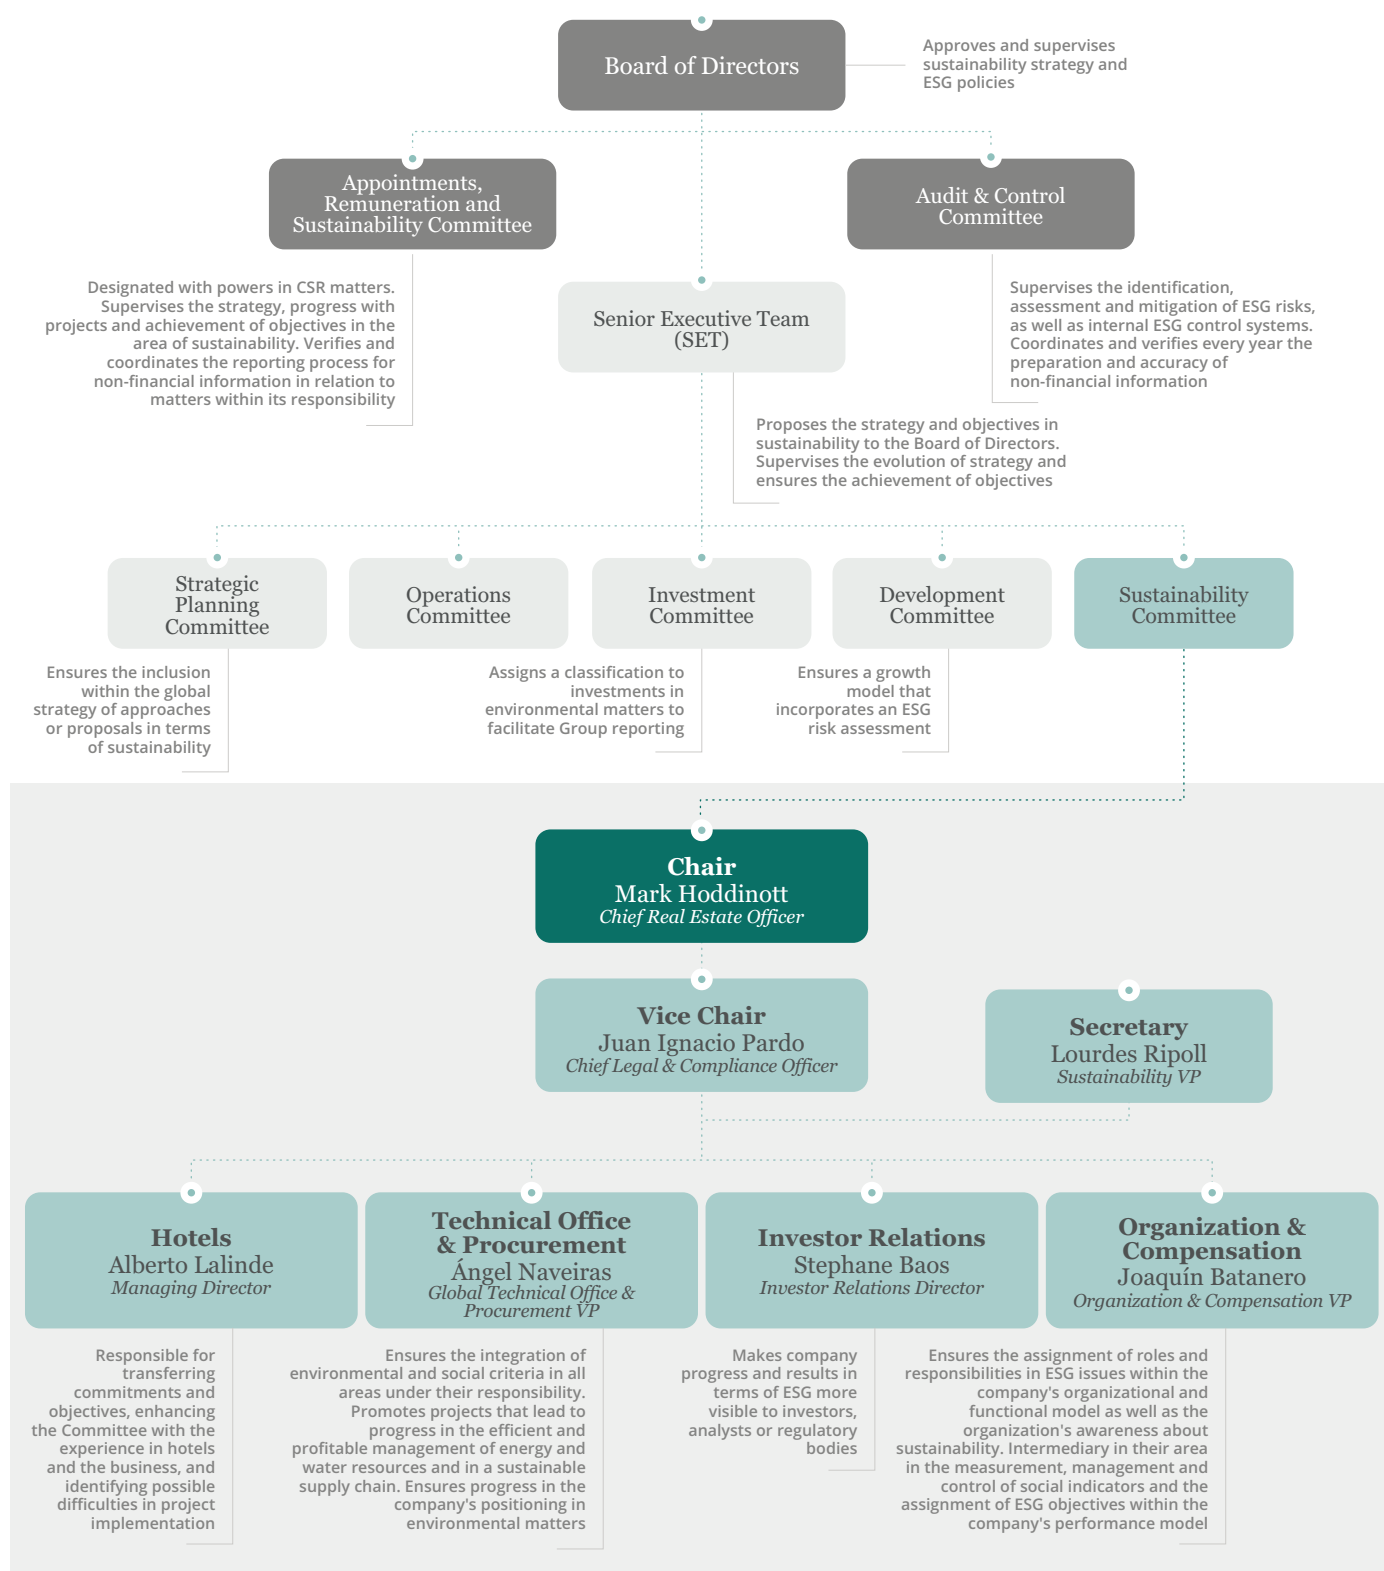 Board of Directors
Approves and supervises
sustainability strategy and
ESG policies
Appointments,
Remuneration and
Sustainability Committee
Audit & Control
Committee
Designated with powers in CSR matters.
Supervises the strategy, progress with
projects and achievement of objectives in the
area of sustainability. Verifies and
coordinates the reporting process for
non-financial information in relation to
matters within its responsibility
Senior Executive Team
(SET)
Supervises the identification,
assessment and mitigation of ESG risks,
as well as internal ESG control systems.
Coordinates and verifies every year the
preparation and accuracy of
non-financial information
Proposes the strategy and objectives in
sustainability to the Board of Directors.
Supervises the evolution of strategy and
ensures the achievement of objectives
Strategic
Planning
Committee
Operations
Committee
Investment
Committee
Development
Committee
Sustainability
Committee
Ensures the inclusion
within the global
strategy of approaches
or proposals in terms
of sustainability
Assigns a classification to
investments in
environmental matters to
facilitate Group reporting
Ensures a growth
model that
incorporates an ESG
risk assessment
Chair
Mark Hoddinott
Chief Real Estate Officer
Vice Chair
Juan Ignacio Pardo
Chief Legal & Compliance Officer
Secretary
Lourdes Ripoll
Sustainability VP
Hotels
Alberto Lalinde
Managing Director
Technical Office
& Procurement
Ángel Naveiras
Global Technical Office &
Procurement VP
Investor Relations
Stephane Baos
Investor Relations Director
Organization &
Compensation
Joaquín Batanero
Organization & Compensation VP
Responsible for
transferring
commitments and
objectives, enhancing
the Committee with the
experience in hotels
and the business, and
identifying possible
difficulties in project
implementation
Ensures the integration of
environmental and social criteria in all
areas under their responsibility.
Promotes projects that lead to
progress in the efficient and
profitable management of energy and
water resources and in a sustainable
supply chain. Ensures progress in the
company's positioning in
environmental matters
Makes company
progress and results in
terms of ESG more
visible to investors,
analysts or regulatory
bodies
Ensures the assignment of roles and
responsibilities in ESG issues within the
company's organizational and
functional model as well as the
organization's awareness about
sustainability. Intermediary in their area
in the measurement, management and
control of social indicators and the
assignment of ESG objectives within the
company's performance model